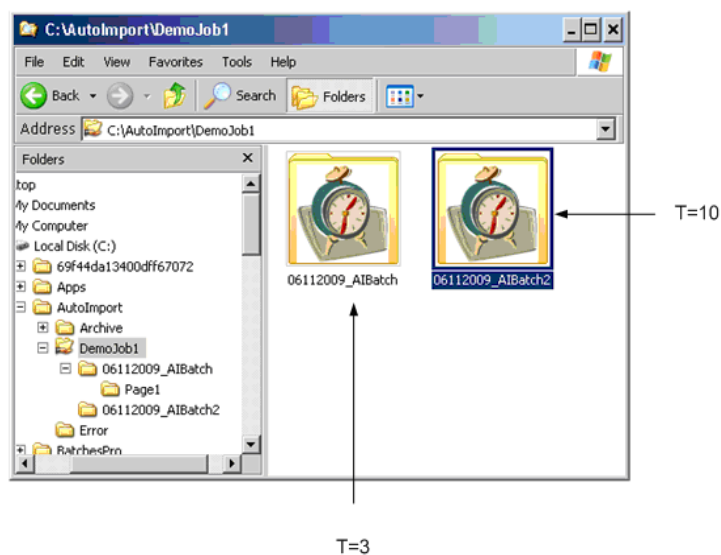 C:\AutoImport\DemoJob1
File Edit View Favorites Tools Help
Back Search Folders
Address C:\AutoImport\DemoJob1
Folders
top
My Documents
My Computer
Local Disk (C:)
69f44da13400dff67072
Apps
AutoImport
Archive
DemoJob1
06112009_AIBatch
Page1
06112009_AIBatch2
Error
BatchesPro
06112009_AIBatch
06112009_AIBatch2
T=10
T=3